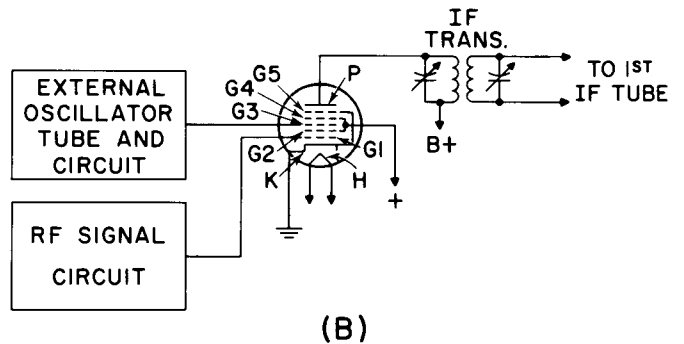 IF
TRANS.
EXTERNAL
OSCILLATOR
TUBE AND
CIRCUIT
G5
P
G4
G3
G2
G1
K
H
B+
+
TO 1ST
IF TUBE
RF SIGNAL
CIRCUIT
(B)